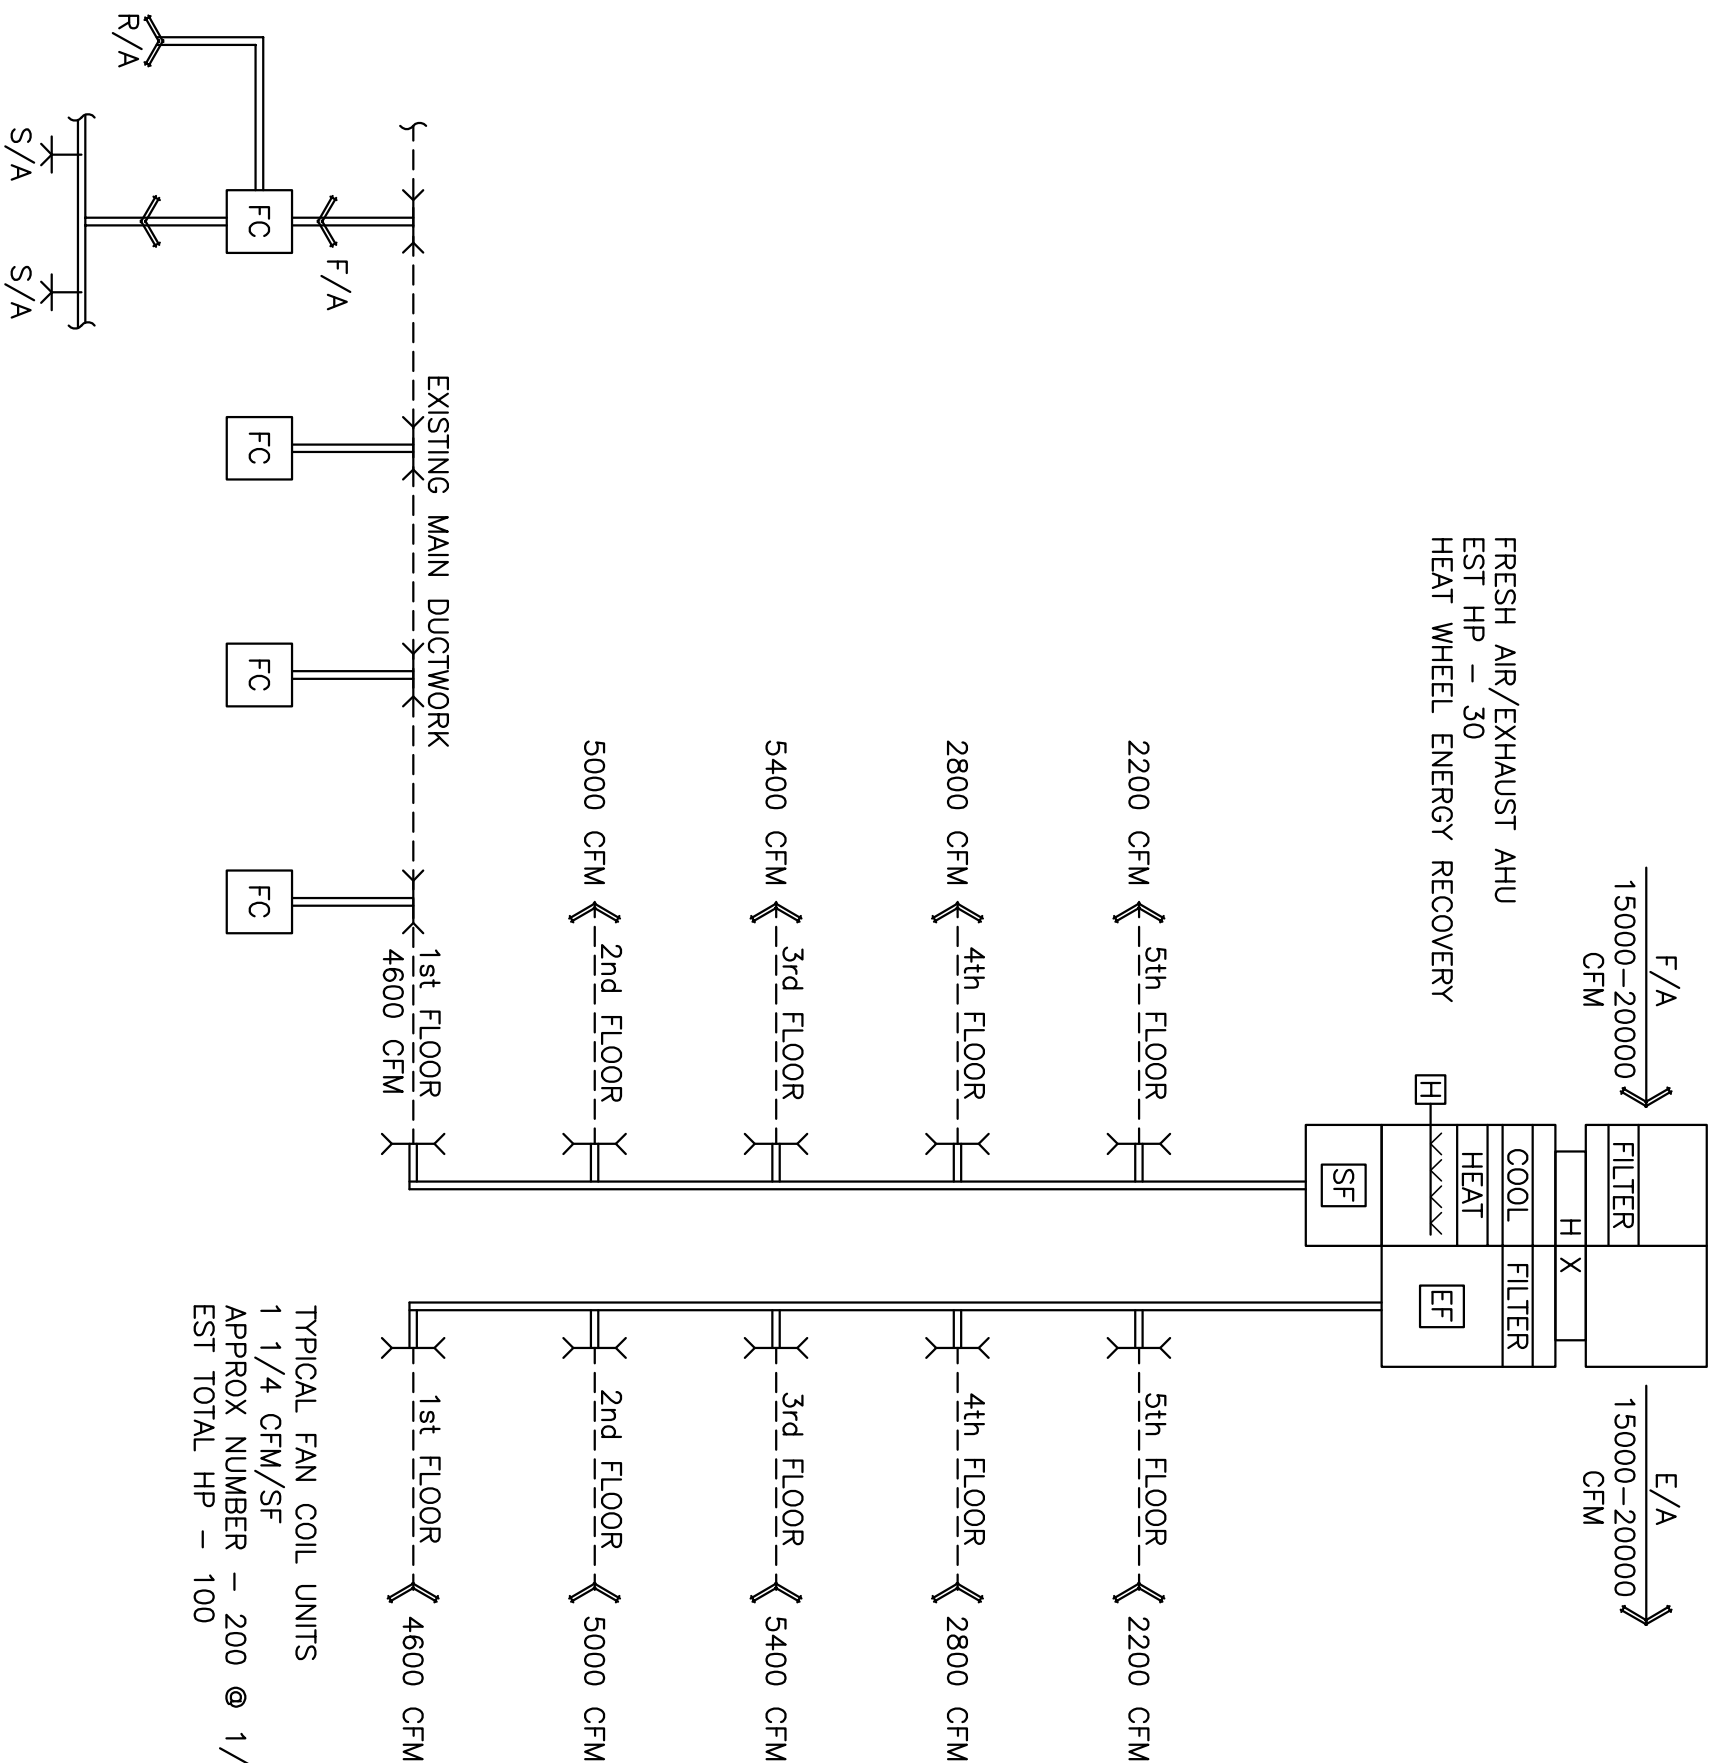 F/A
15000-20000
CFM
E/A
15000-20000
CFM
FRESH AIR/EXHAUST AHU
EST HP - 30
HEAT WHEEL ENERGY RECOVERY
FILTER
H X
COOL
FILTER
HEAT
H
EF
SF
2200 CFM
5th FLOOR
5th FLOOR
2200 CFM
2800 CFM
4th FLOOR
4th FLOOR
2800 CFM
5400 CFM
3rd FLOOR
3rd FLOOR
5400 CFM
5000 CFM
2nd FLOOR
2nd FLOOR
5000 CFM
EXISTING MAIN DUCTWORK
1st FLOOR
4600 CFM
1st FLOOR
4600 CFM
F/A
FC
FC
FC
FC
R/A
S/A
S/A
TYPICAL FAN COIL UNITS
1 1/4 CFM/SF
APPROX NUMBER - 200 @ 1/
EST TOTAL HP - 100